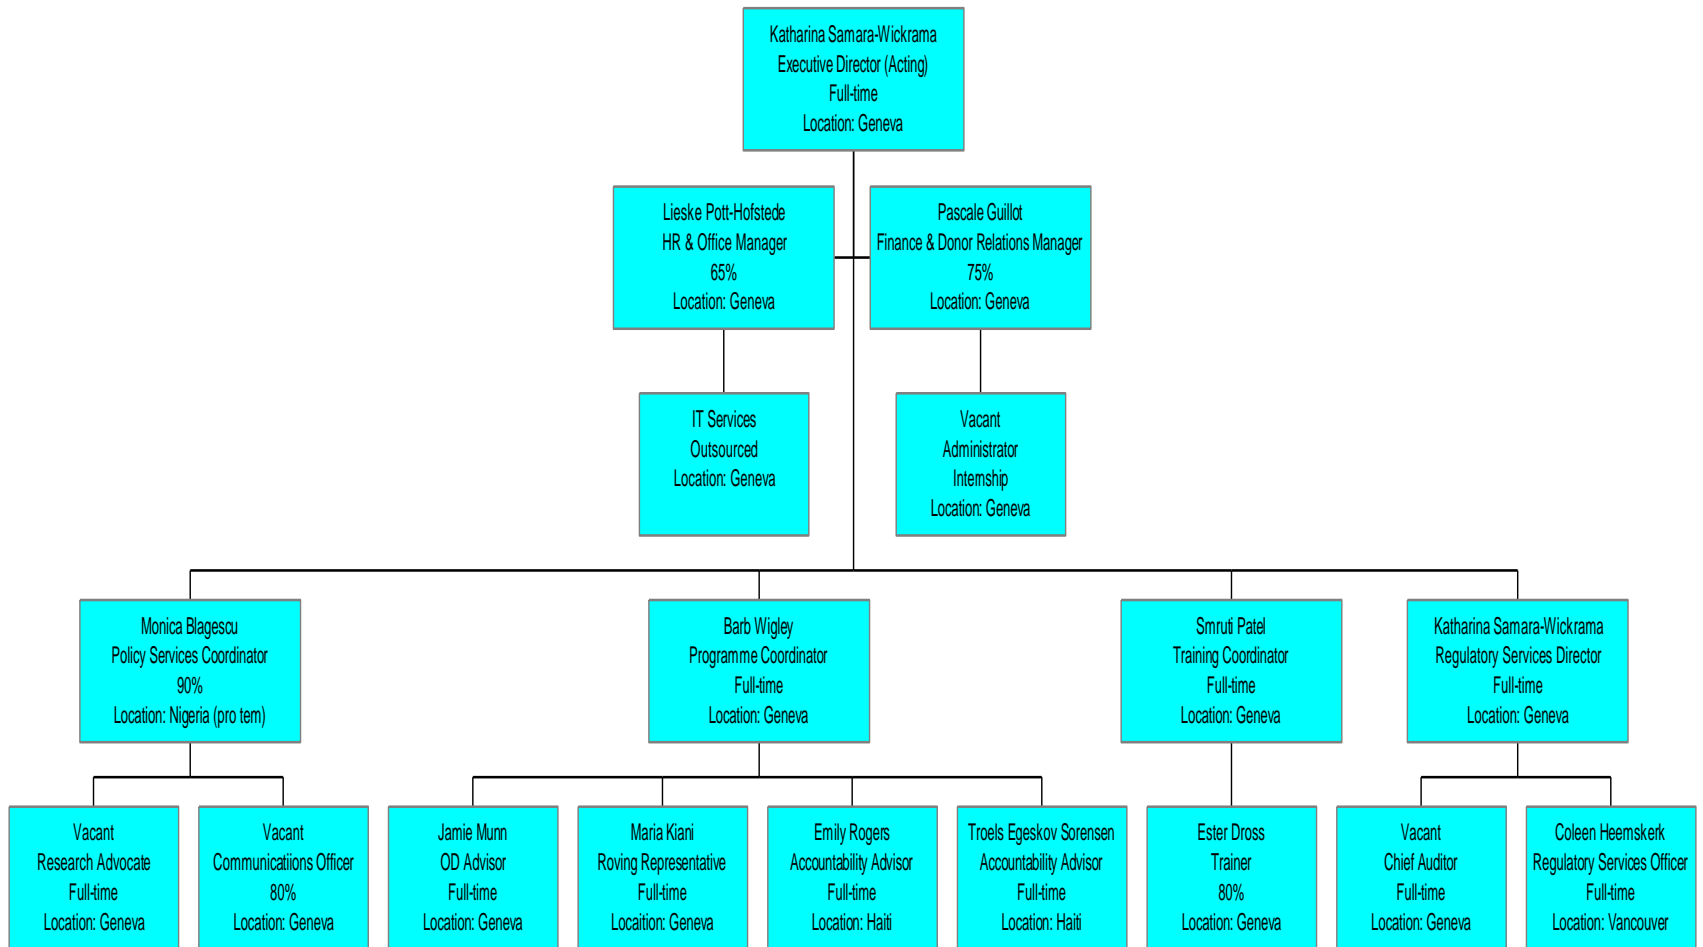 Katharina Samara-Wickrama
Executive Director (Acting)
Full-time
Location: Geneva
Lieske Pott-Hofstede
HR & Office Manager
65%
Location: Geneva
Pascale Guillot
Finance & Donor Relations Manager
75%
Location: Geneva
IT Services
Outsourced
Location: Geneva
Vacant
Administrator
Internship
Location: Geneva
Monica Blagescu
Policy Services Coordinator
90%
Location: Nigeria (pro tem)
Barb Wigley
Programme Coordinator
Full-time
Location: Geneva
Smruti Patel
Training Coordinator
Full-time
Location: Geneva
Katharina Samara-Wickrama
Regulatory Services Director
Full-time
Location: Geneva
Vacant
Research Advocate
Full-time
Location: Geneva
Vacant
Communicatiions Officer
80%
Location: Geneva
Jamie Munn
OD Advisor
Full-time
Location: Geneva
Maria Kiani
Roving Representative
Full-time
Locaition: Geneva
Emily Rogers
Accountability Advisor
Full-time
Location: Haiti
Troels Egeskov Sorensen
Accountability Advisor
Full-time
Location: Haiti
Ester Dross
Trainer
80%
Location: Geneva
Vacant
Chief Auditor
Full-time
Location: Geneva
Coleen Heemskerk
Regulatory Services Officer
Full-time
Location: Vancouver